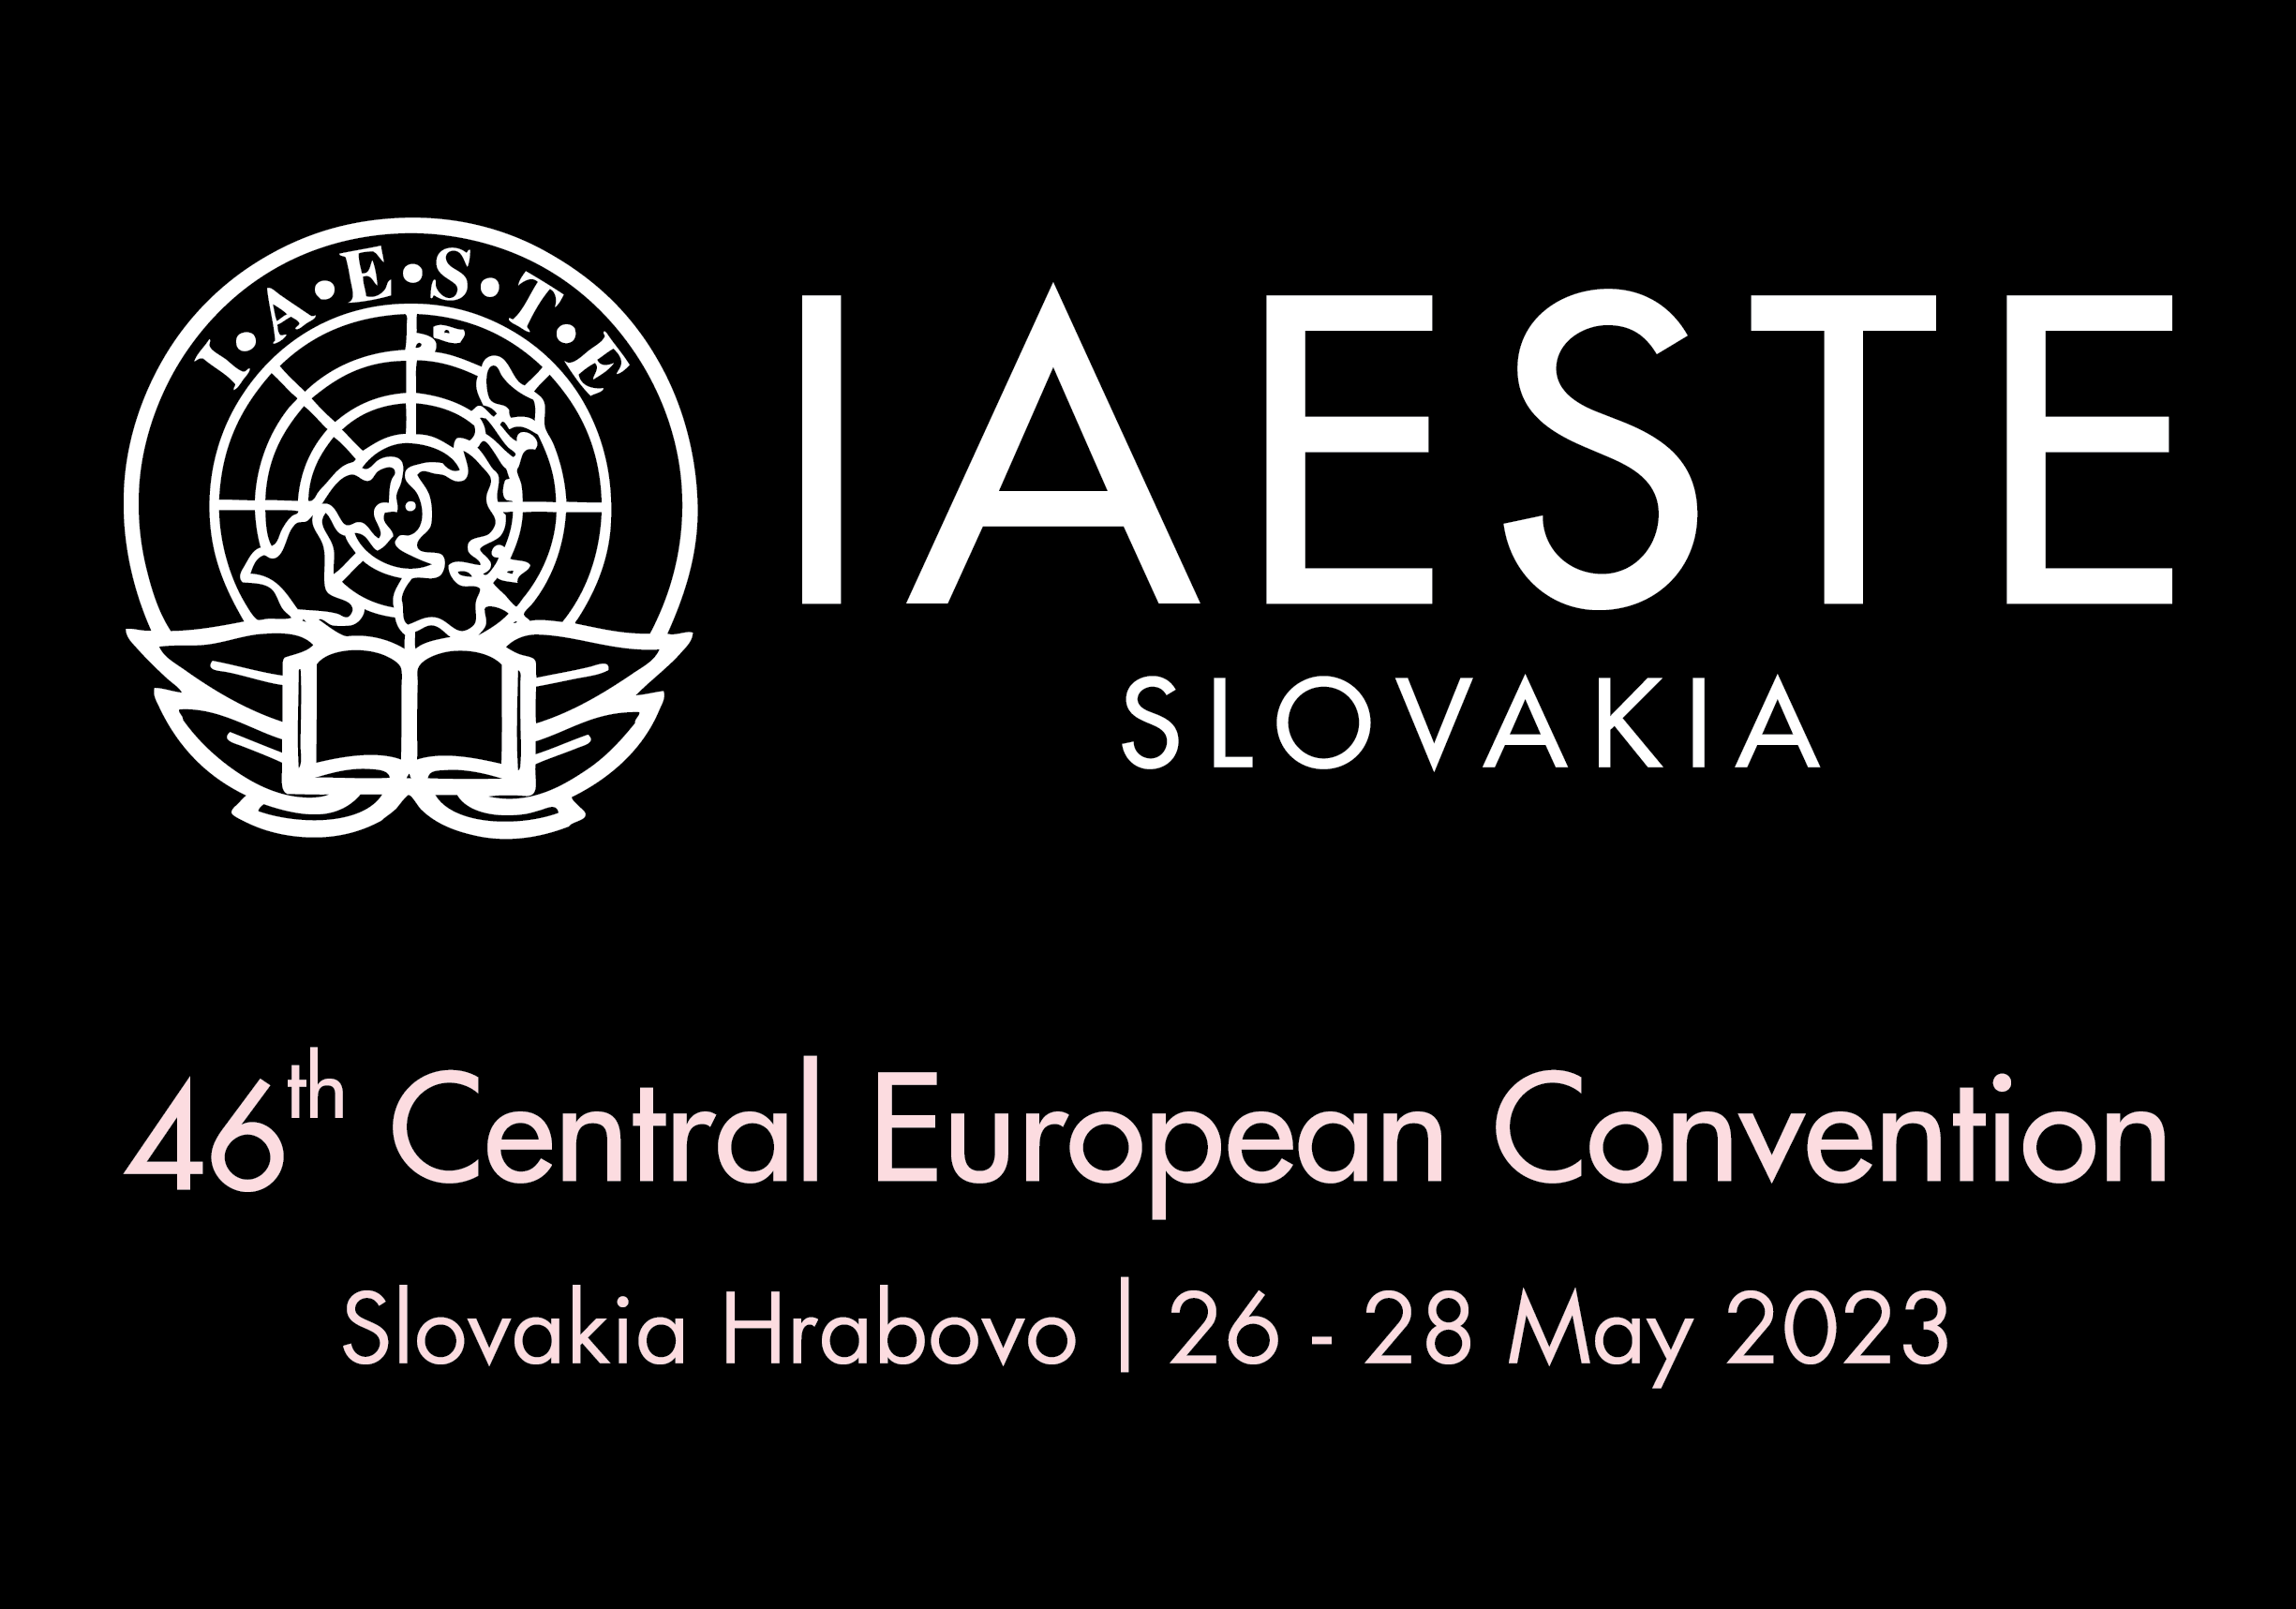 I.A.E.S.T.E
IAESTE
SLOVAKIA
46th Central European Convention
Slovakia Hrabovo | 26 - 28 May 2023